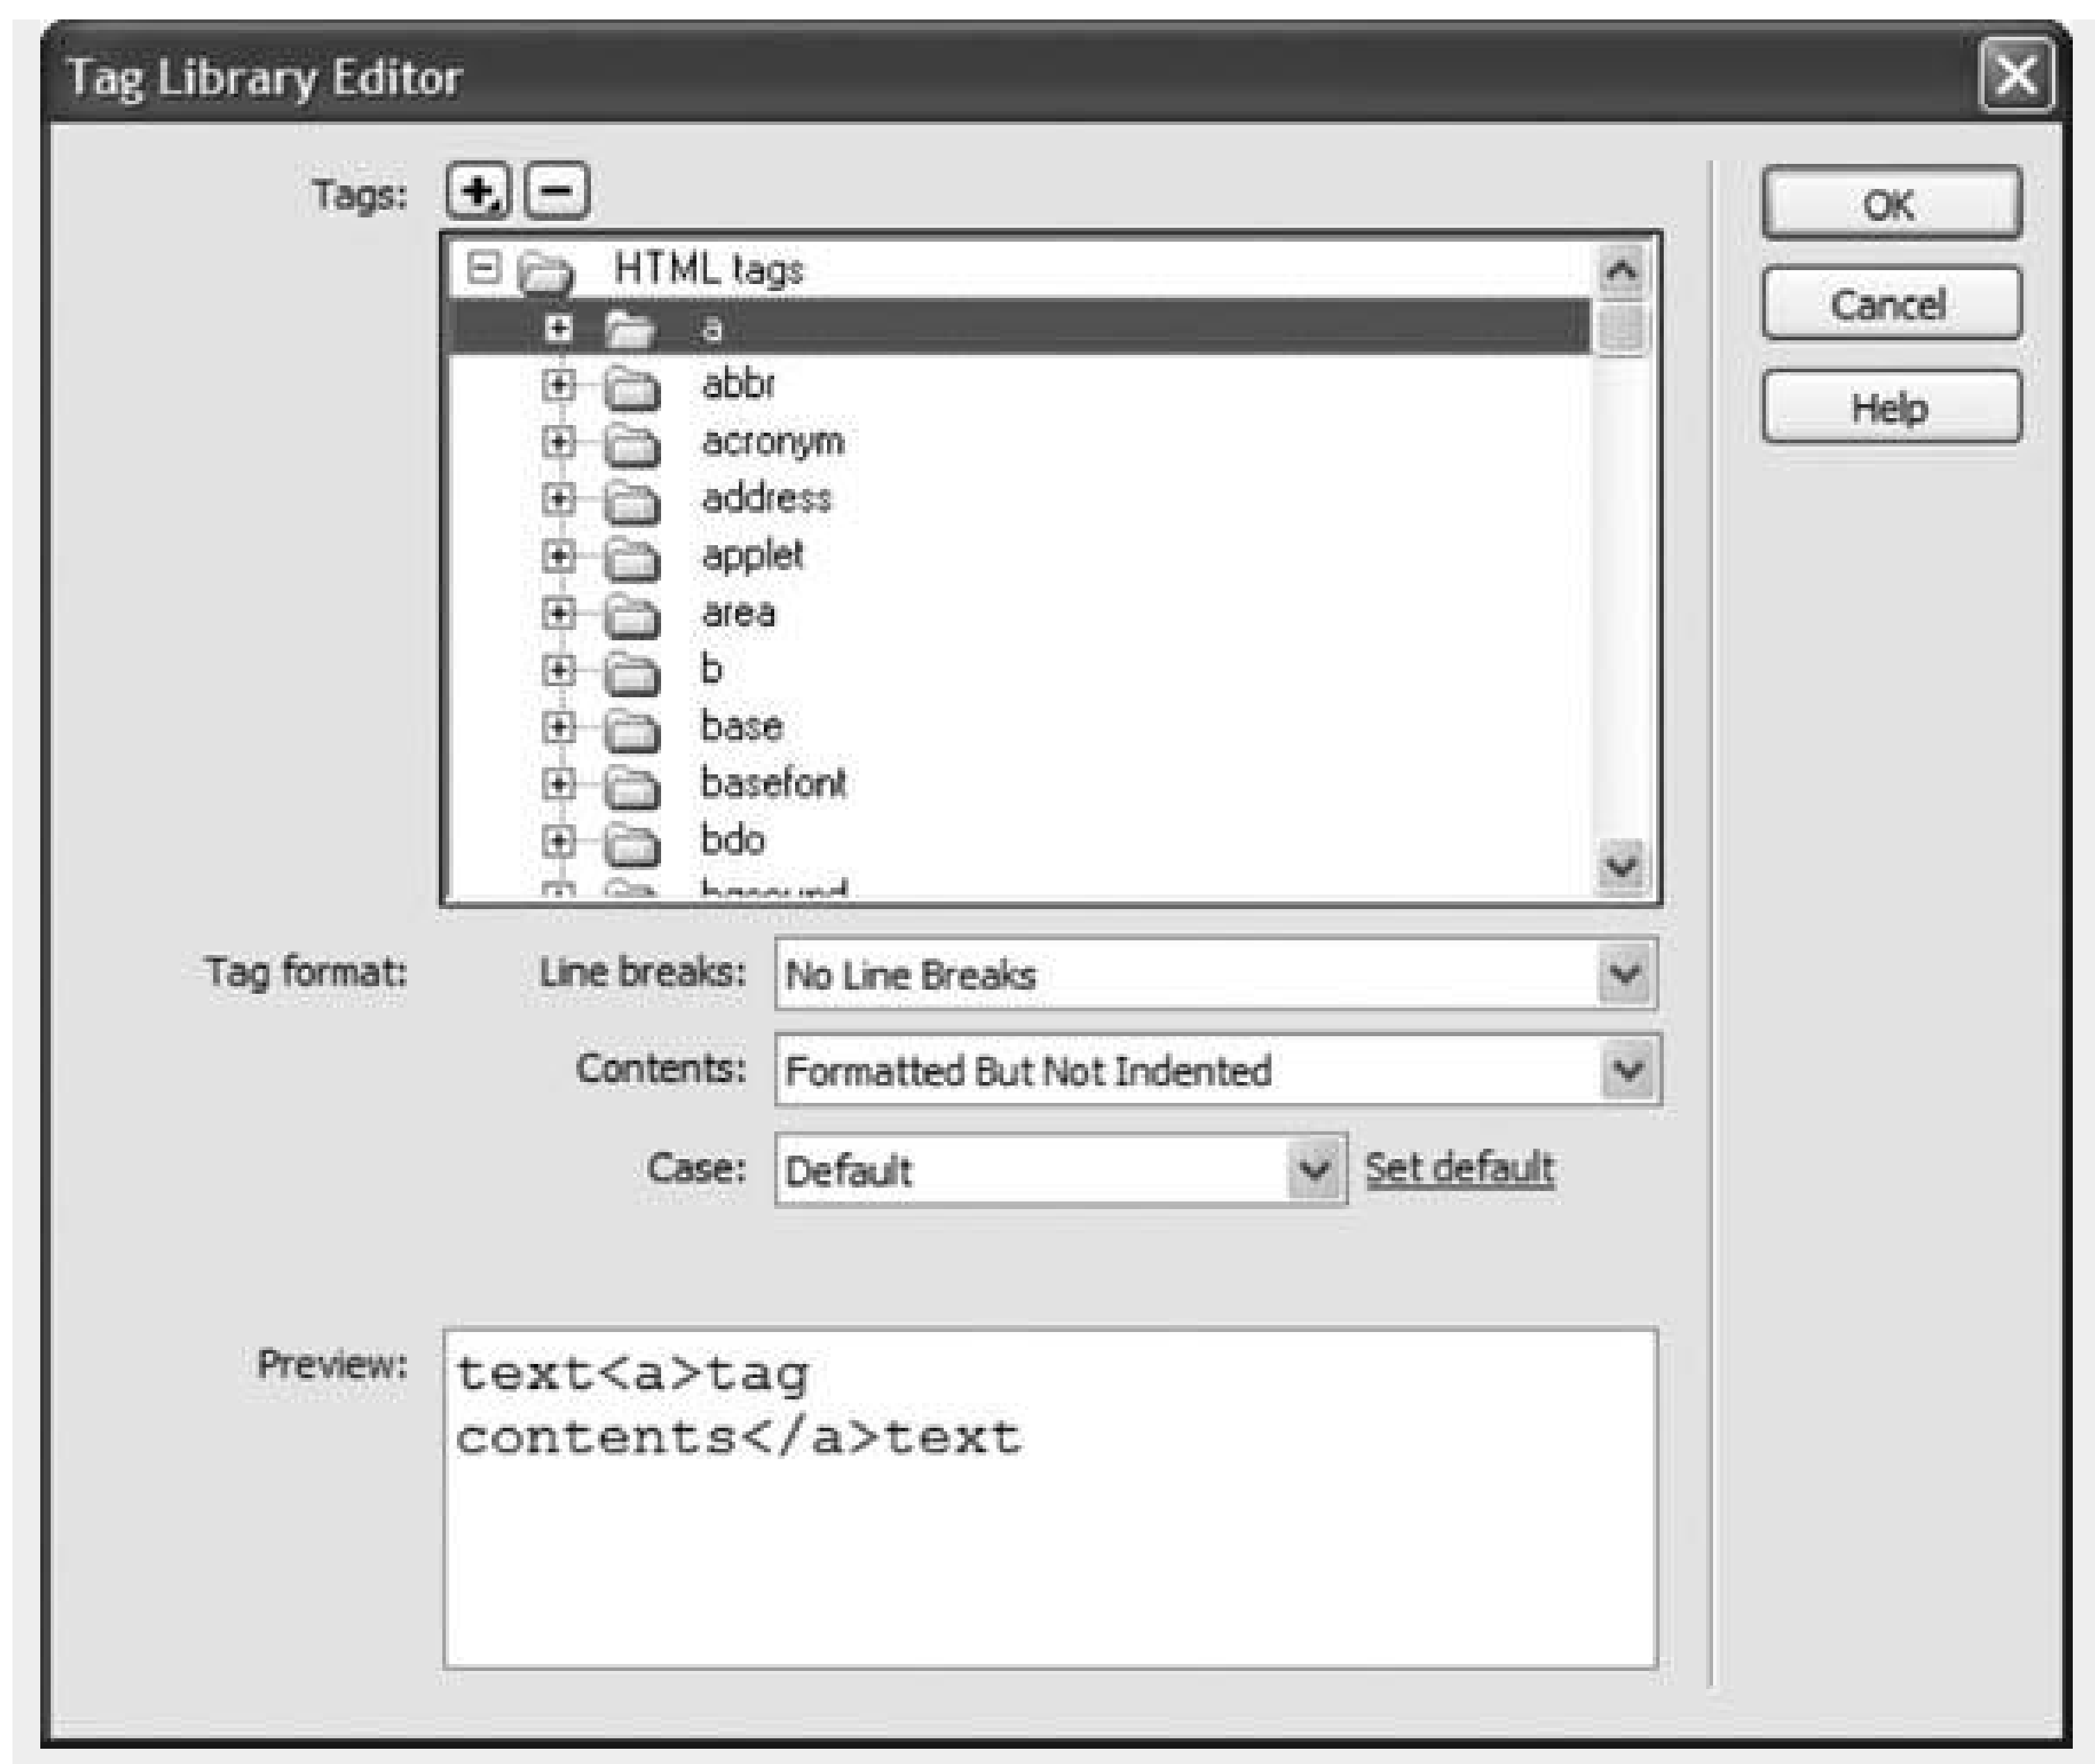 Tag Library Editor
Tags:
OK
HTML tags
a
Cancel
abbr
Help
acronym
address
applet
area
b
base
basefont
bdo
bgsound
Tag format: Line breaks: No Line Breaks
Contents: Formatted But Not Indented
Case: Default Set default
Preview: text<a>tag
contents</a>text